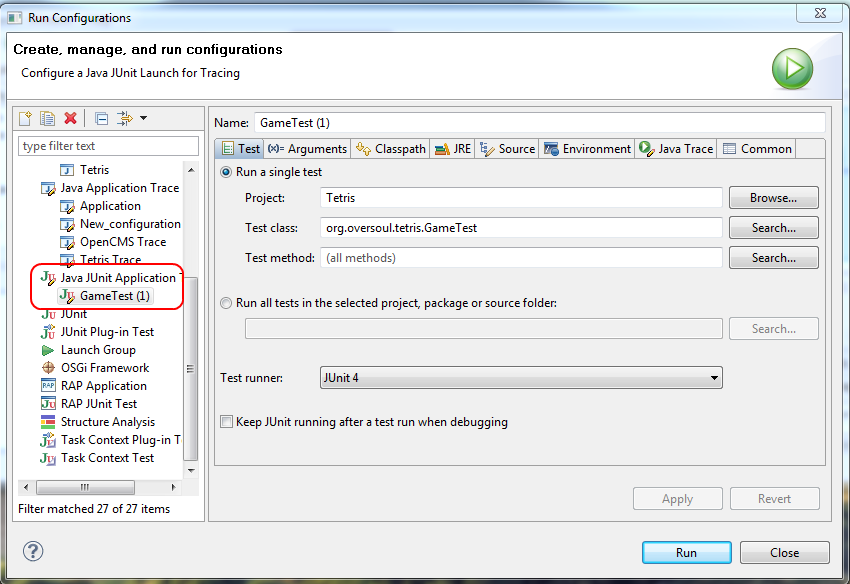 Run Configurations
Create, manage, and run configurations
Configure a Java JUnit Launch for Tracing
type filter text
Tetris
Java Application Trace
Application
New_configuration
OpenCMS Trace
Tetris Trace
Java JUnit Application T
GameTest (1)
JUnit
JUnit Plug-in Test
Launch Group
OSGi Framework
RAP Application
RAP JUnit Test
Structure Analysis
Task Context Plug-in T
Task Context Test
Filter matched 27 of 27 items
Name: GameTest (1)
Test (x)= Arguments Classpath JRE Source Environment Java Trace Common
Run a single test
Project: Tetris Browse...
Test class: org.oversoul.tetris.GameTest Search...
Test method: (all methods) Search...
Run all tests in the selected project, package or source folder:
Search...
Test runner: JUnit 4
Keep JUnit running after a test run when debugging
Apply Revert
Run Close